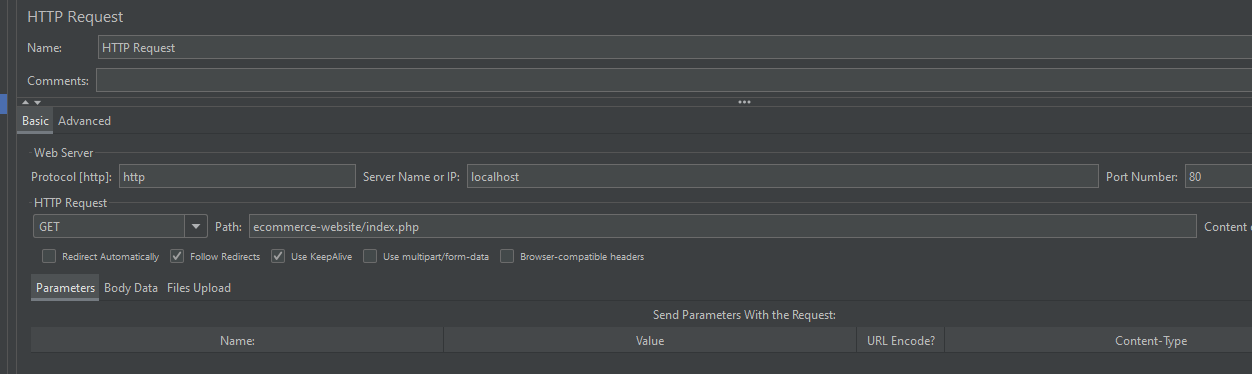 HTTP Request
Name: HTTP Request
Comments:
Basic Advanced
Web Server
Protocol [http]: http Server Name or IP: localhost Port Number: 80
HTTP Request
GET Path: ecommerce-website/index.php Content
Redirect Automatically Follow Redirects Use KeepAlive Use multipart/form-data Browser-compatible headers
Parameters Body Data Files Upload
Send Parameters With the Request:
Name: Value URL Encode? Content-Type